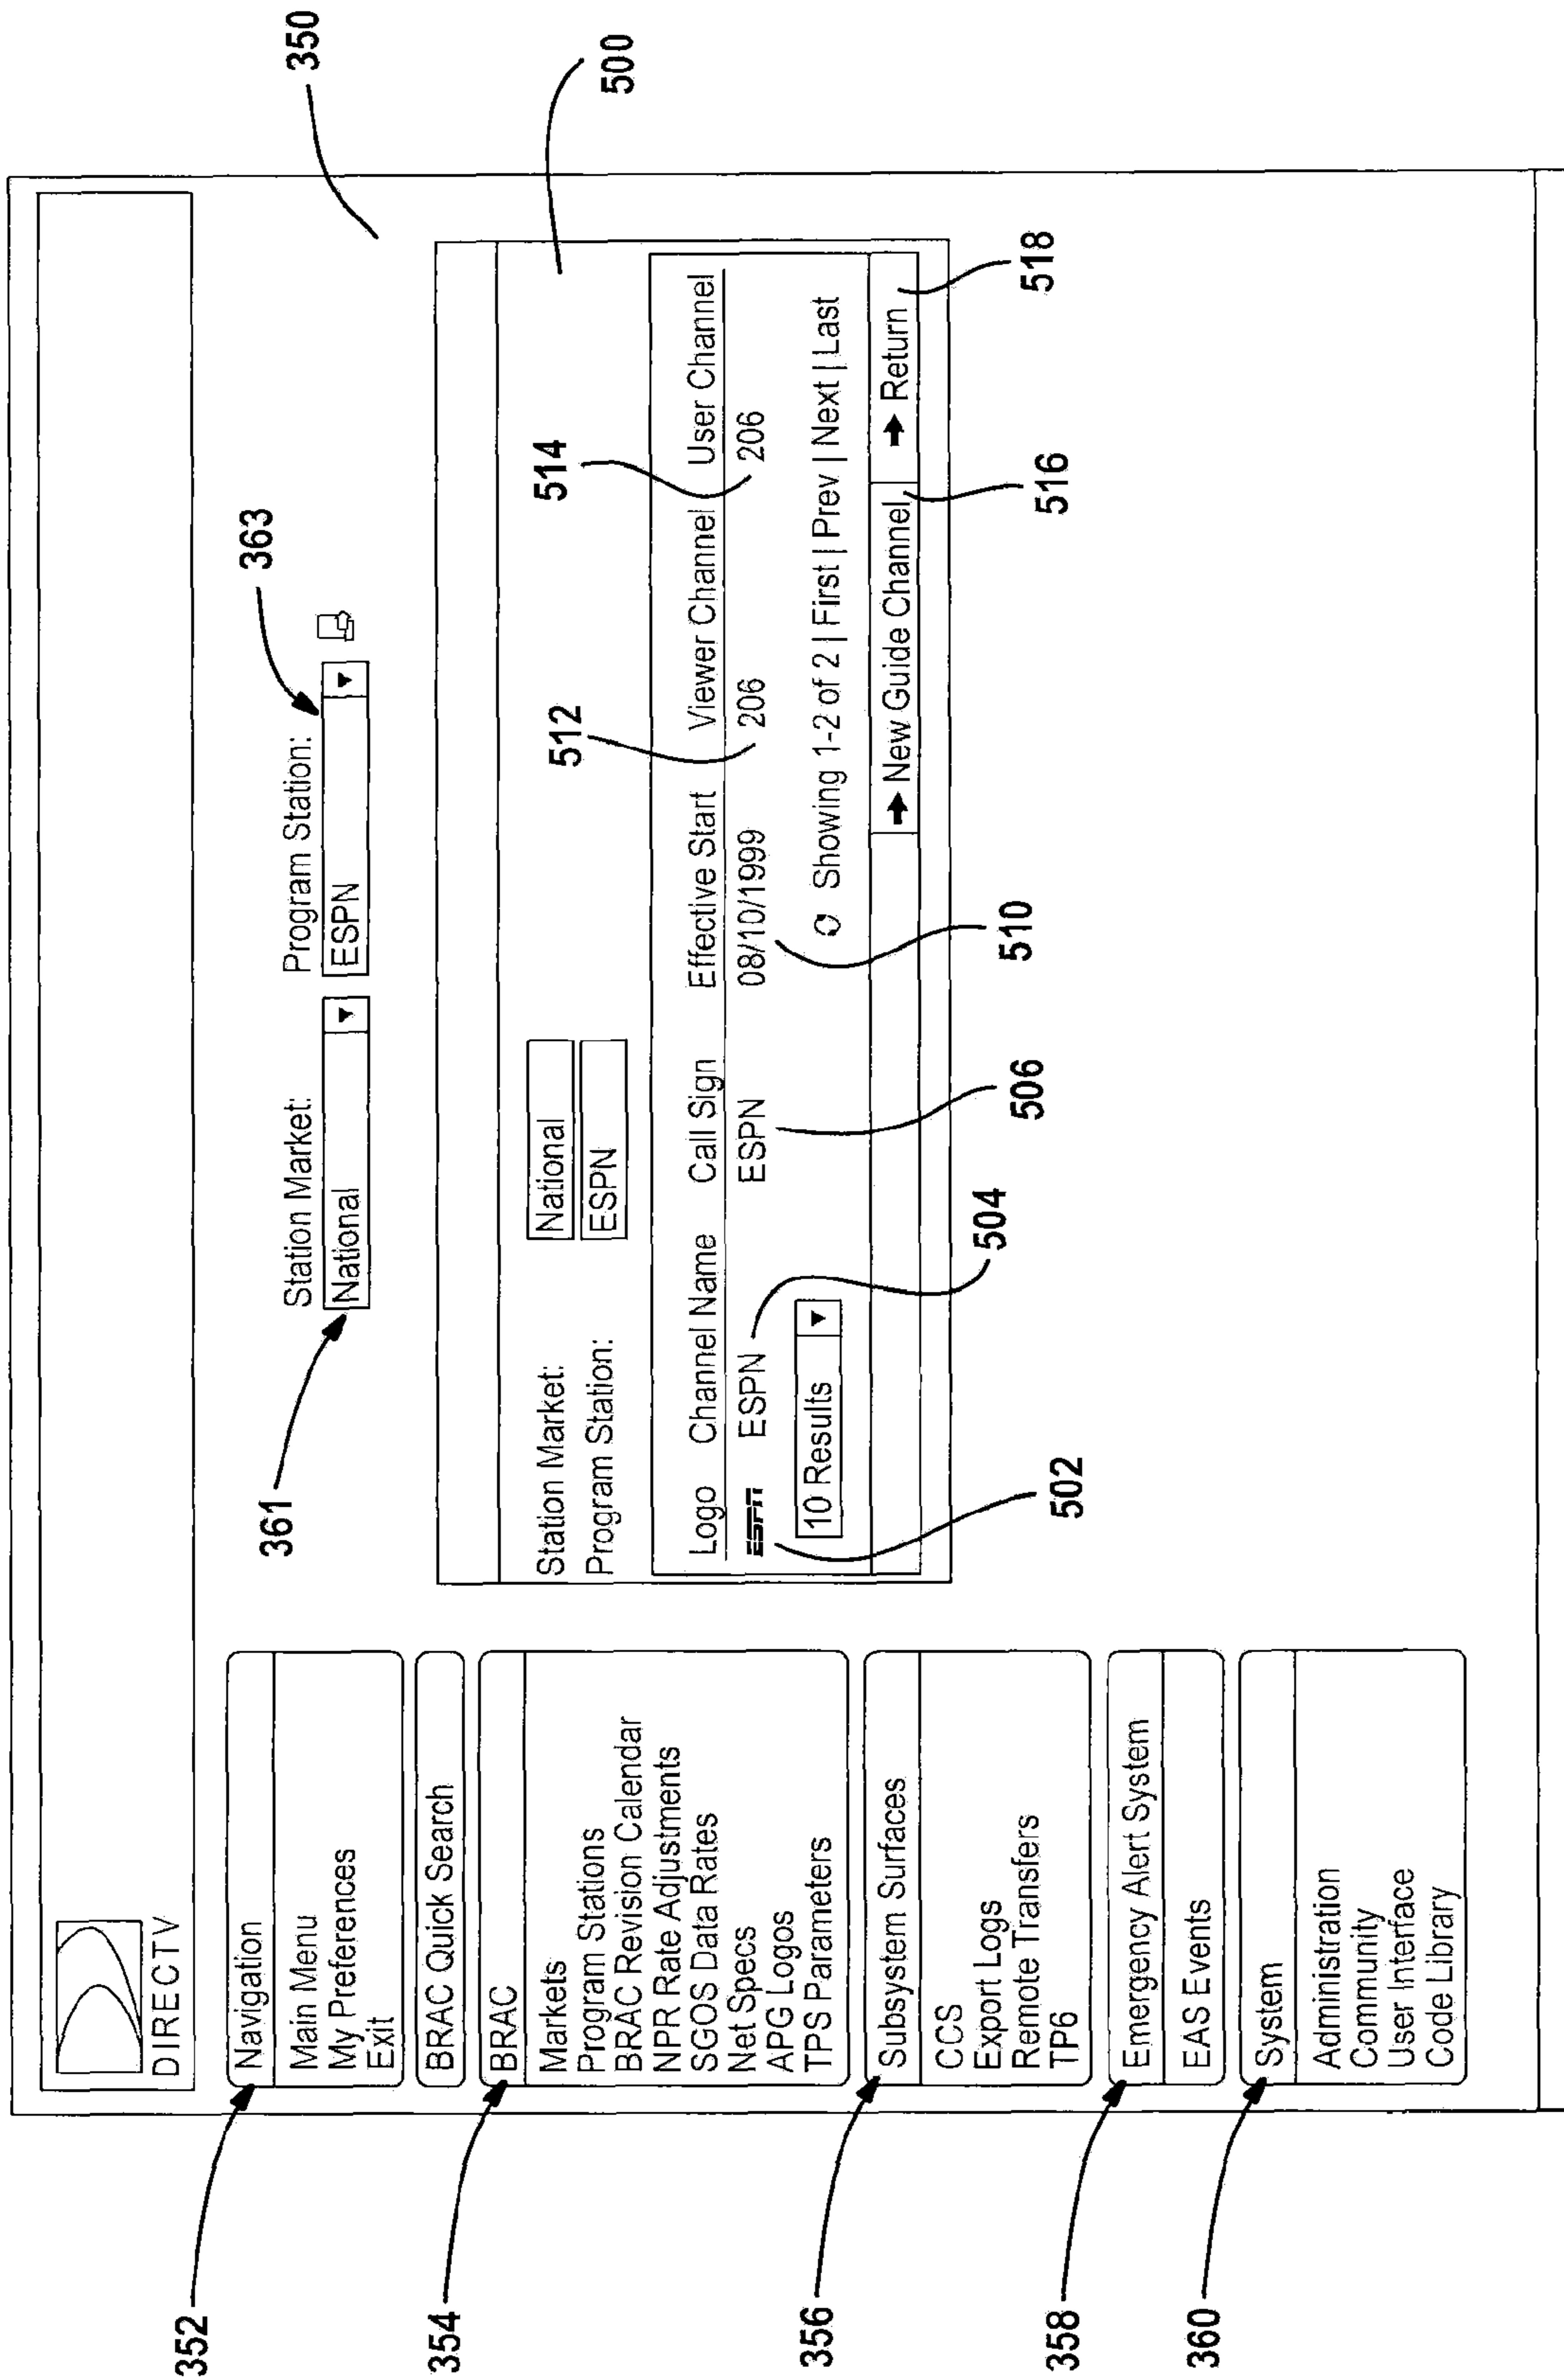 DIRECTV
352
Navigation
Main Menu
My Preferences
Exit
BRAC Quick Search
354
BRAC
Markets
Program Stations
BRAC Revision Calendar
NPR Rate Adjustments
SGOS Data Rates
Net Specs
APG Logos
TPS Parameters
356
Subsystem Surfaces
CCS
Export Logs
Remote Transfers
TP6
358
Emergency Alert System
EAS Events
360
System
Administration
Community
User Interface
Code Library
350
361
363
Station Market: Program Station:
National ESPN
500
Station Market: National
Program Station: ESPN
512 514
Logo Channel Name Call Sign Effective Start Viewer Channel User Channel
ESPN ESPN ESPN 08/10/1999 206 206
10 Results Showing 1-2 of 2 | First | Prev | Next | Last
New Guide Channel Return
502 504 506 510 516 518